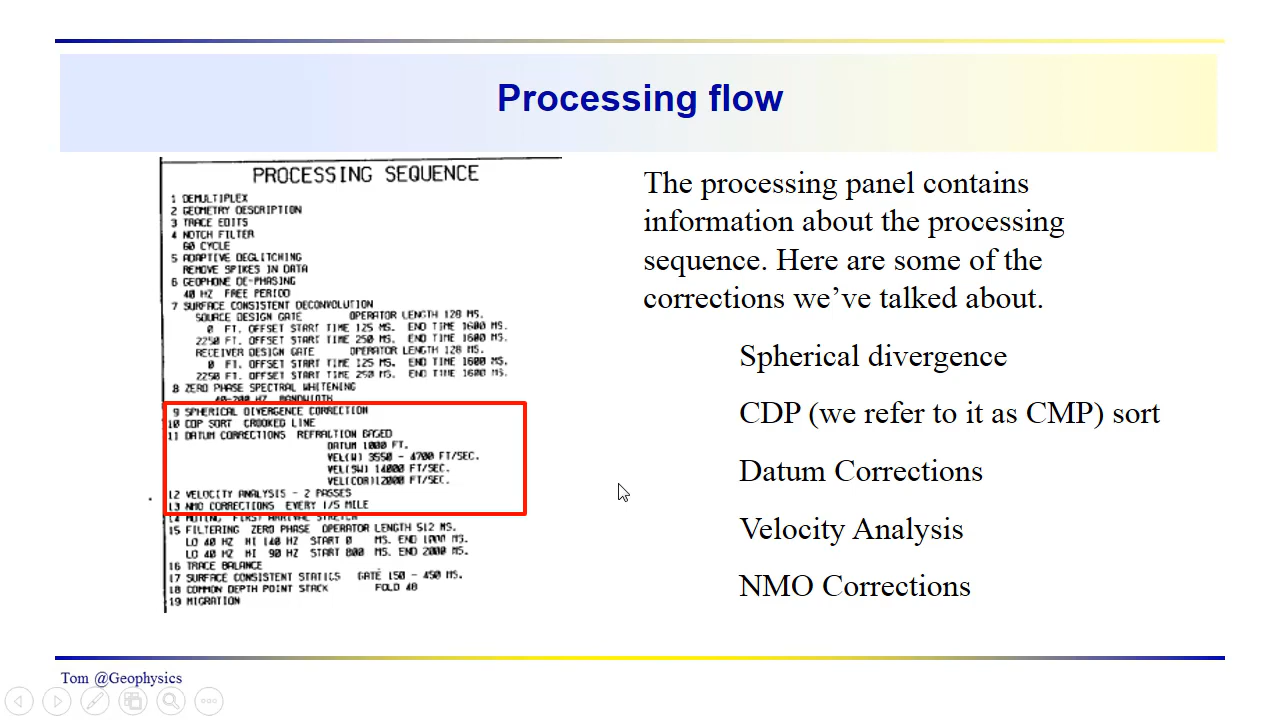 Processing flow
PROCESSING SEQUENCE
1 DEMULTIPLEX
2 GEOMETRY DESCRIPTION
3 TRACE EDITS
4 NOTCH FILTER
60 CYCLE
5 ADAPTIVE DEGLITCHING
REMOVE SPIKES IN DATA
6 GEOPHONE DE-PHASING
40 HZ FREE PERIOD
7 SURFACE CONSISTENT DECONVOLUTION
SOURCE DESIGN GATE OPERATOR LENGTH 128 MS.
0 FT. OFFSET START TIME 125 MS. END TIME 1600 MS.
2250 FT. OFFSET START TIME 250 MS. END TIME 1600 MS.
RECEIVER DESIGN GATE OPERATOR LENGTH 128 MS.
0 FT. OFFSET START TIME 125 MS. END TIME 1600 MS.
2250 FT. OFFSET START TIME 250 MS. END TIME 1600 MS.
8 ZERO PHASE SPECTRAL WHITENING
40-200 HZ BANDWIDTH
9 SPHERICAL DIVERGENCE CORRECTION
10 CDP SORT CROOKED LINE
11 DATUM CORRECTIONS REFRACTION BASED
DATUM 1000 FT.
VEL(W) 3550 - 4700 FT/SEC.
VEL(SW) 14000 FT/SEC.
VEL(COR)12000 FT/SEC.
12 VELOCITY ANALYSIS - 2 PASSES
13 NMO CORRECTIONS EVERY 1/5 MILE
14 MUTING FIRST ARRIVAL STRETCH
15 FILTERING ZERO PHASE OPERATOR LENGTH 512 MS.
LO 40 HZ HI 140 HZ START 0 MS. END 1000 MS.
LO 40 HZ HI 90 HZ START 800 MS. END 2000 MS.
16 TRACE BALANCE
17 SURFACE CONSISTENT STATICS GATE 150 - 450 MS.
18 COMMON DEPTH POINT STACK FOLD 48
19 MIGRATION
The processing panel contains
information about the processing
sequence. Here are some of the
corrections we’ve talked about.
Spherical divergence
CDP (we refer to it as CMP) sort
Datum Corrections
Velocity Analysis
NMO Corrections
Tom @Geophysics